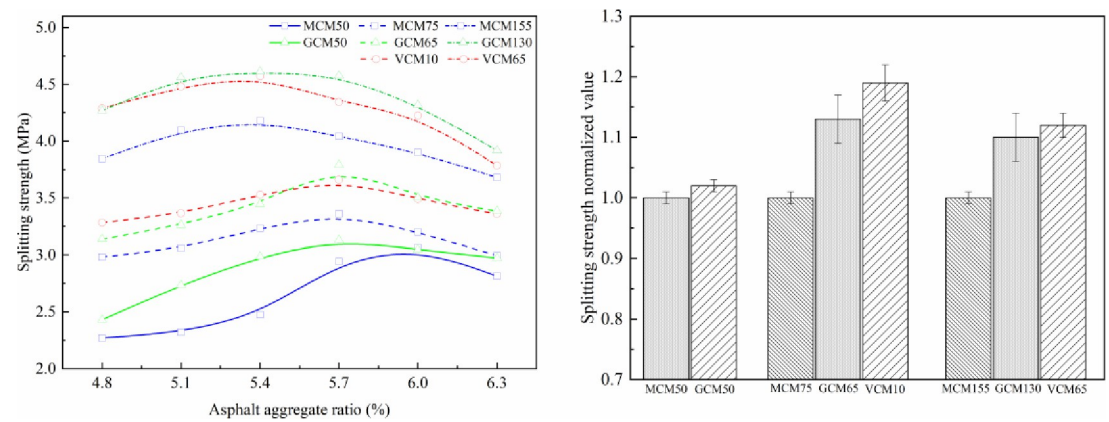 5.0
4.5
4.0
3.5
3.0
2.5
2.0
Splitting strength (MPa)
MCM50 MCM75 MCM155
GCM50 GCM65 GCM130
VCM10 VCM65
4.8 5.1 5.4 5.7 6.0 6.3
Asphalt aggregate ratio (%)
1.3
1.2
1.1
1.0
0.9
0.8
0.7
Splitting strength normalized value
MCM50 GCM50 MCM75 GCM65 VCM10 MCM155 GCM130 VCM65